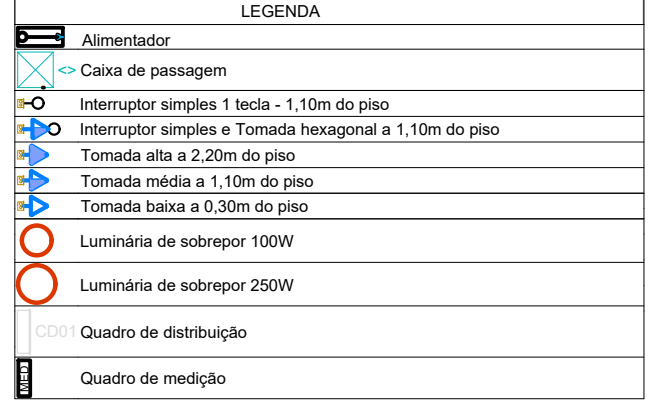 LEGENDA
Alimentador
<> Caixa de passagem
Interruptor simples 1 tecla - 1,10m do piso
Interruptor simples e Tomada hexagonal a 1,10m do piso
Tomada alta a 2,20m do piso
Tomada média a 1,10m do piso
Tomada baixa a 0,30m do piso
Luminária de sobrepor 100W
Luminária de sobrepor 250W
CD01 Quadro de distribuição
MED Quadro de medição